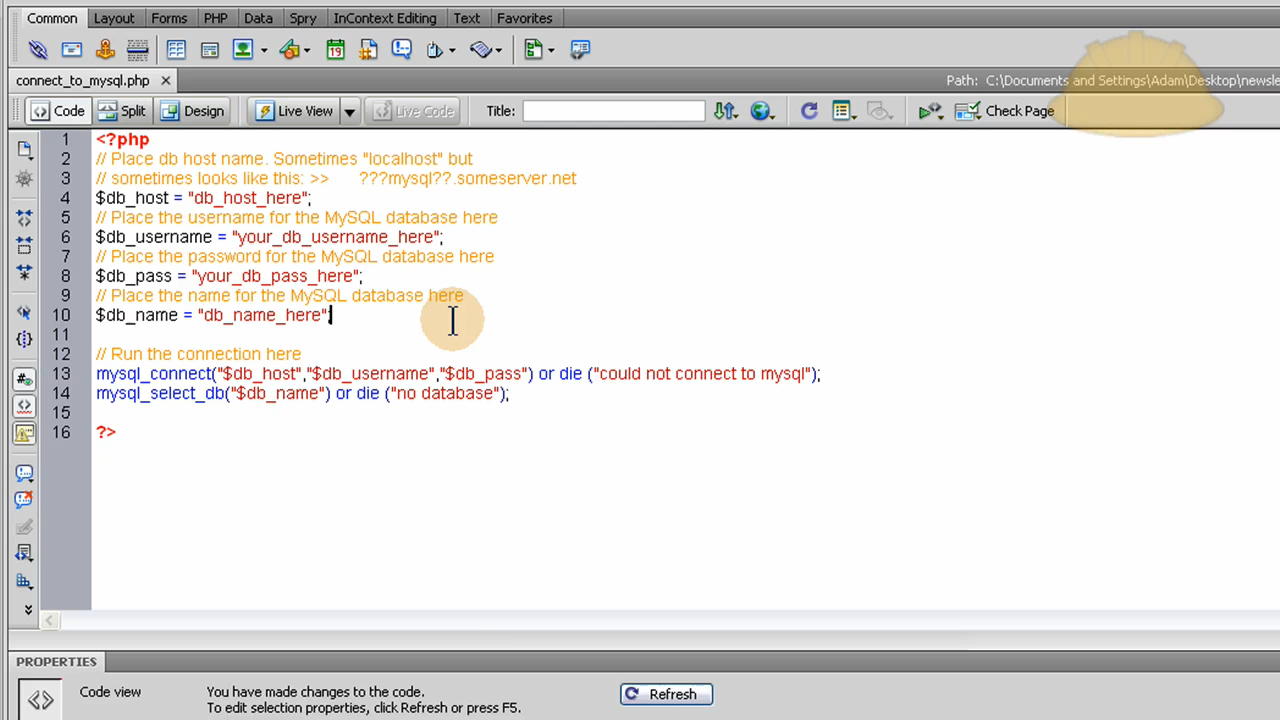 Common Layout Forms PHP Data Spry InContext Editing Text Favorites
connect_to_mysql.php Path: C:\Documents and Settings\Adam\Desktop\newsle
Code Split Design Live View Live Code Title: Check Page
1 <?php
2 // Place db host name. Sometimes "localhost" but
3 // sometimes looks like this: >> ???mysql??.someserver.net
4 $db_host = "db_host_here";
5 // Place the username for the MySQL database here
6 $db_username = "your_db_username_here";
7 // Place the password for the MySQL database here
8 $db_pass = "your_db_pass_here";
9 // Place the name for the MySQL database here
10 $db_name = "db_name_here";
11
12 // Run the connection here
13 mysql_connect("$db_host","$db_username","$db_pass") or die ("could not connect to mysql");
14 mysql_select_db("$db_name") or die ("no database");
15
16 ?>
PROPERTIES
Code view You have made changes to the code. Refresh
To edit selection properties, click Refresh or press F5.